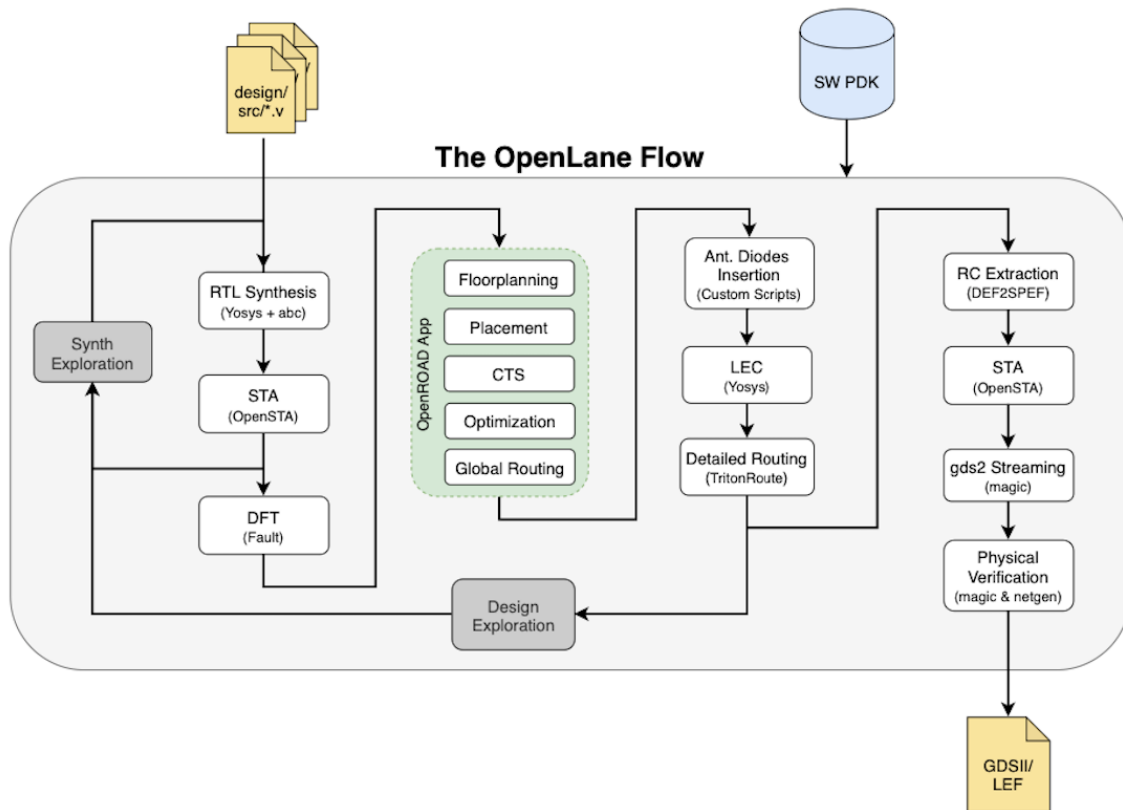 design/
src/*.v
SW PDK
The OpenLane Flow
RTL Synthesis
(Yosys + abc)
Synth
Exploration
STA
(OpenSTA)
DFT
(Fault)
OpenROAD App
Floorplanning
Placement
CTS
Optimization
Global Routing
Design
Exploration
Ant. Diodes
Insertion
(Custom Scripts)
LEC
(Yosys)
Detailed Routing
(TritonRoute)
RC Extraction
(DEF2SPEF)
STA
(OpenSTA)
gds2 Streaming
(magic)
Physical
Verification
(magic & netgen)
GDSII/
LEF